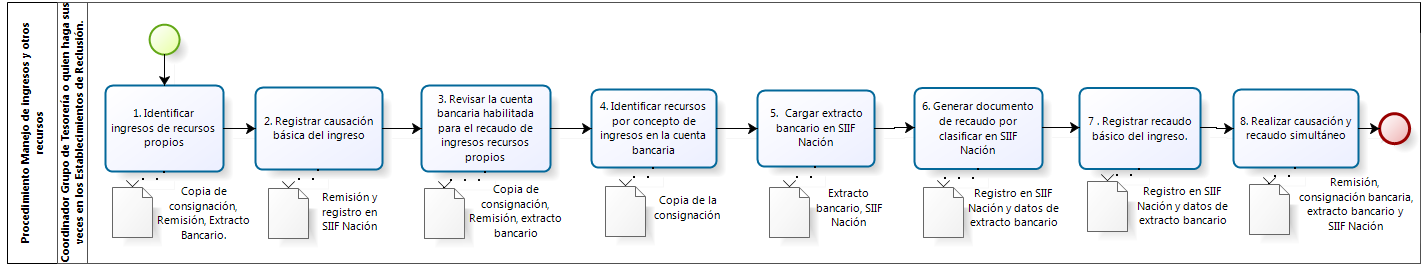 Procedimiento Manejo de ingresos y otros
recursos
Coordinador Grupo de Tesorería o quien haga sus
veces en los Establecimientos de Reclusión.
1. Identificar
ingresos de recursos
propios
2. Registrar causación
básica del ingreso
3. Revisar la cuenta
bancaria habilitada
para el recaudo de
ingresos recursos
propios
4. Identificar recursos
por concepto de
ingresos en la cuenta
bancaria
5.  Cargar extracto
bancario en SIIF
Nación
6. Generar documento
de recaudo por
clasificar en SIIF
Nación
7 . Registrar recaudo
básico del ingreso.
8. Realizar causación y
recaudo simultáneo
Copia de
consignación,
Remisión, Extracto
Bancario.
Remisión y
registro en
SIIF Nación
Copia de
consignación,
Remisión, extracto
bancario
Copia de la
consignación
Extracto
bancario, SIIF
Nación
Registro en SIIF
Nación y datos de
extracto bancario
Registro en SIIF
Nación y datos de
extracto bancario
Remisión,
consignación bancaria,
extracto bancario y
SIIF Nación